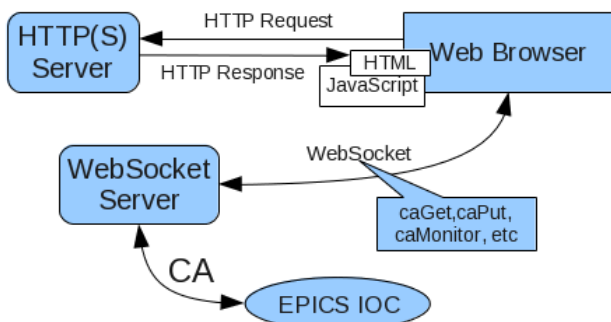 HTTP Request
HTTP(S)
Server
Web Browser
HTML
HTTP Response
JavaScript
WebSocket
WebSocket
Server
caGet,caPut,
caMonitor, etc
CA
EPICS IOC